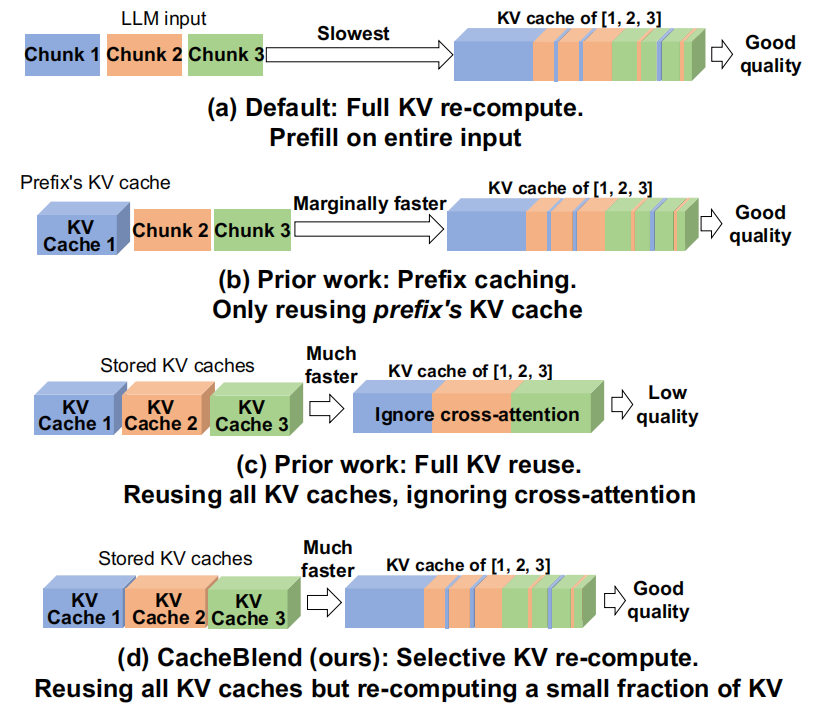 LLM input
Chunk 1
Chunk 2
Chunk 3
Slowest
KV cache of [1, 2, 3]
Good
quality
(a) Default: Full KV re-compute.
Prefill on entire input
Prefix's KV cache
KV
Cache 1
Chunk 2
Chunk 3
Marginally faster
KV cache of [1, 2, 3]
Good
quality
(b) Prior work: Prefix caching.
Only reusing prefix's KV cache
Stored KV caches
KV
Cache 1
KV
Cache 2
KV
Cache 3
Much
faster
KV cache of [1, 2, 3]
Ignore cross-attention
Low
quality
(c) Prior work: Full KV reuse.
Reusing all KV caches, ignoring cross-attention
Stored KV caches
KV
Cache 1
KV
Cache 2
KV
Cache 3
Much
faster
KV cache of [1, 2, 3]
Good
quality
(d) CacheBlend (ours): Selective KV re-compute.
Reusing all KV caches but re-computing a small fraction of KV